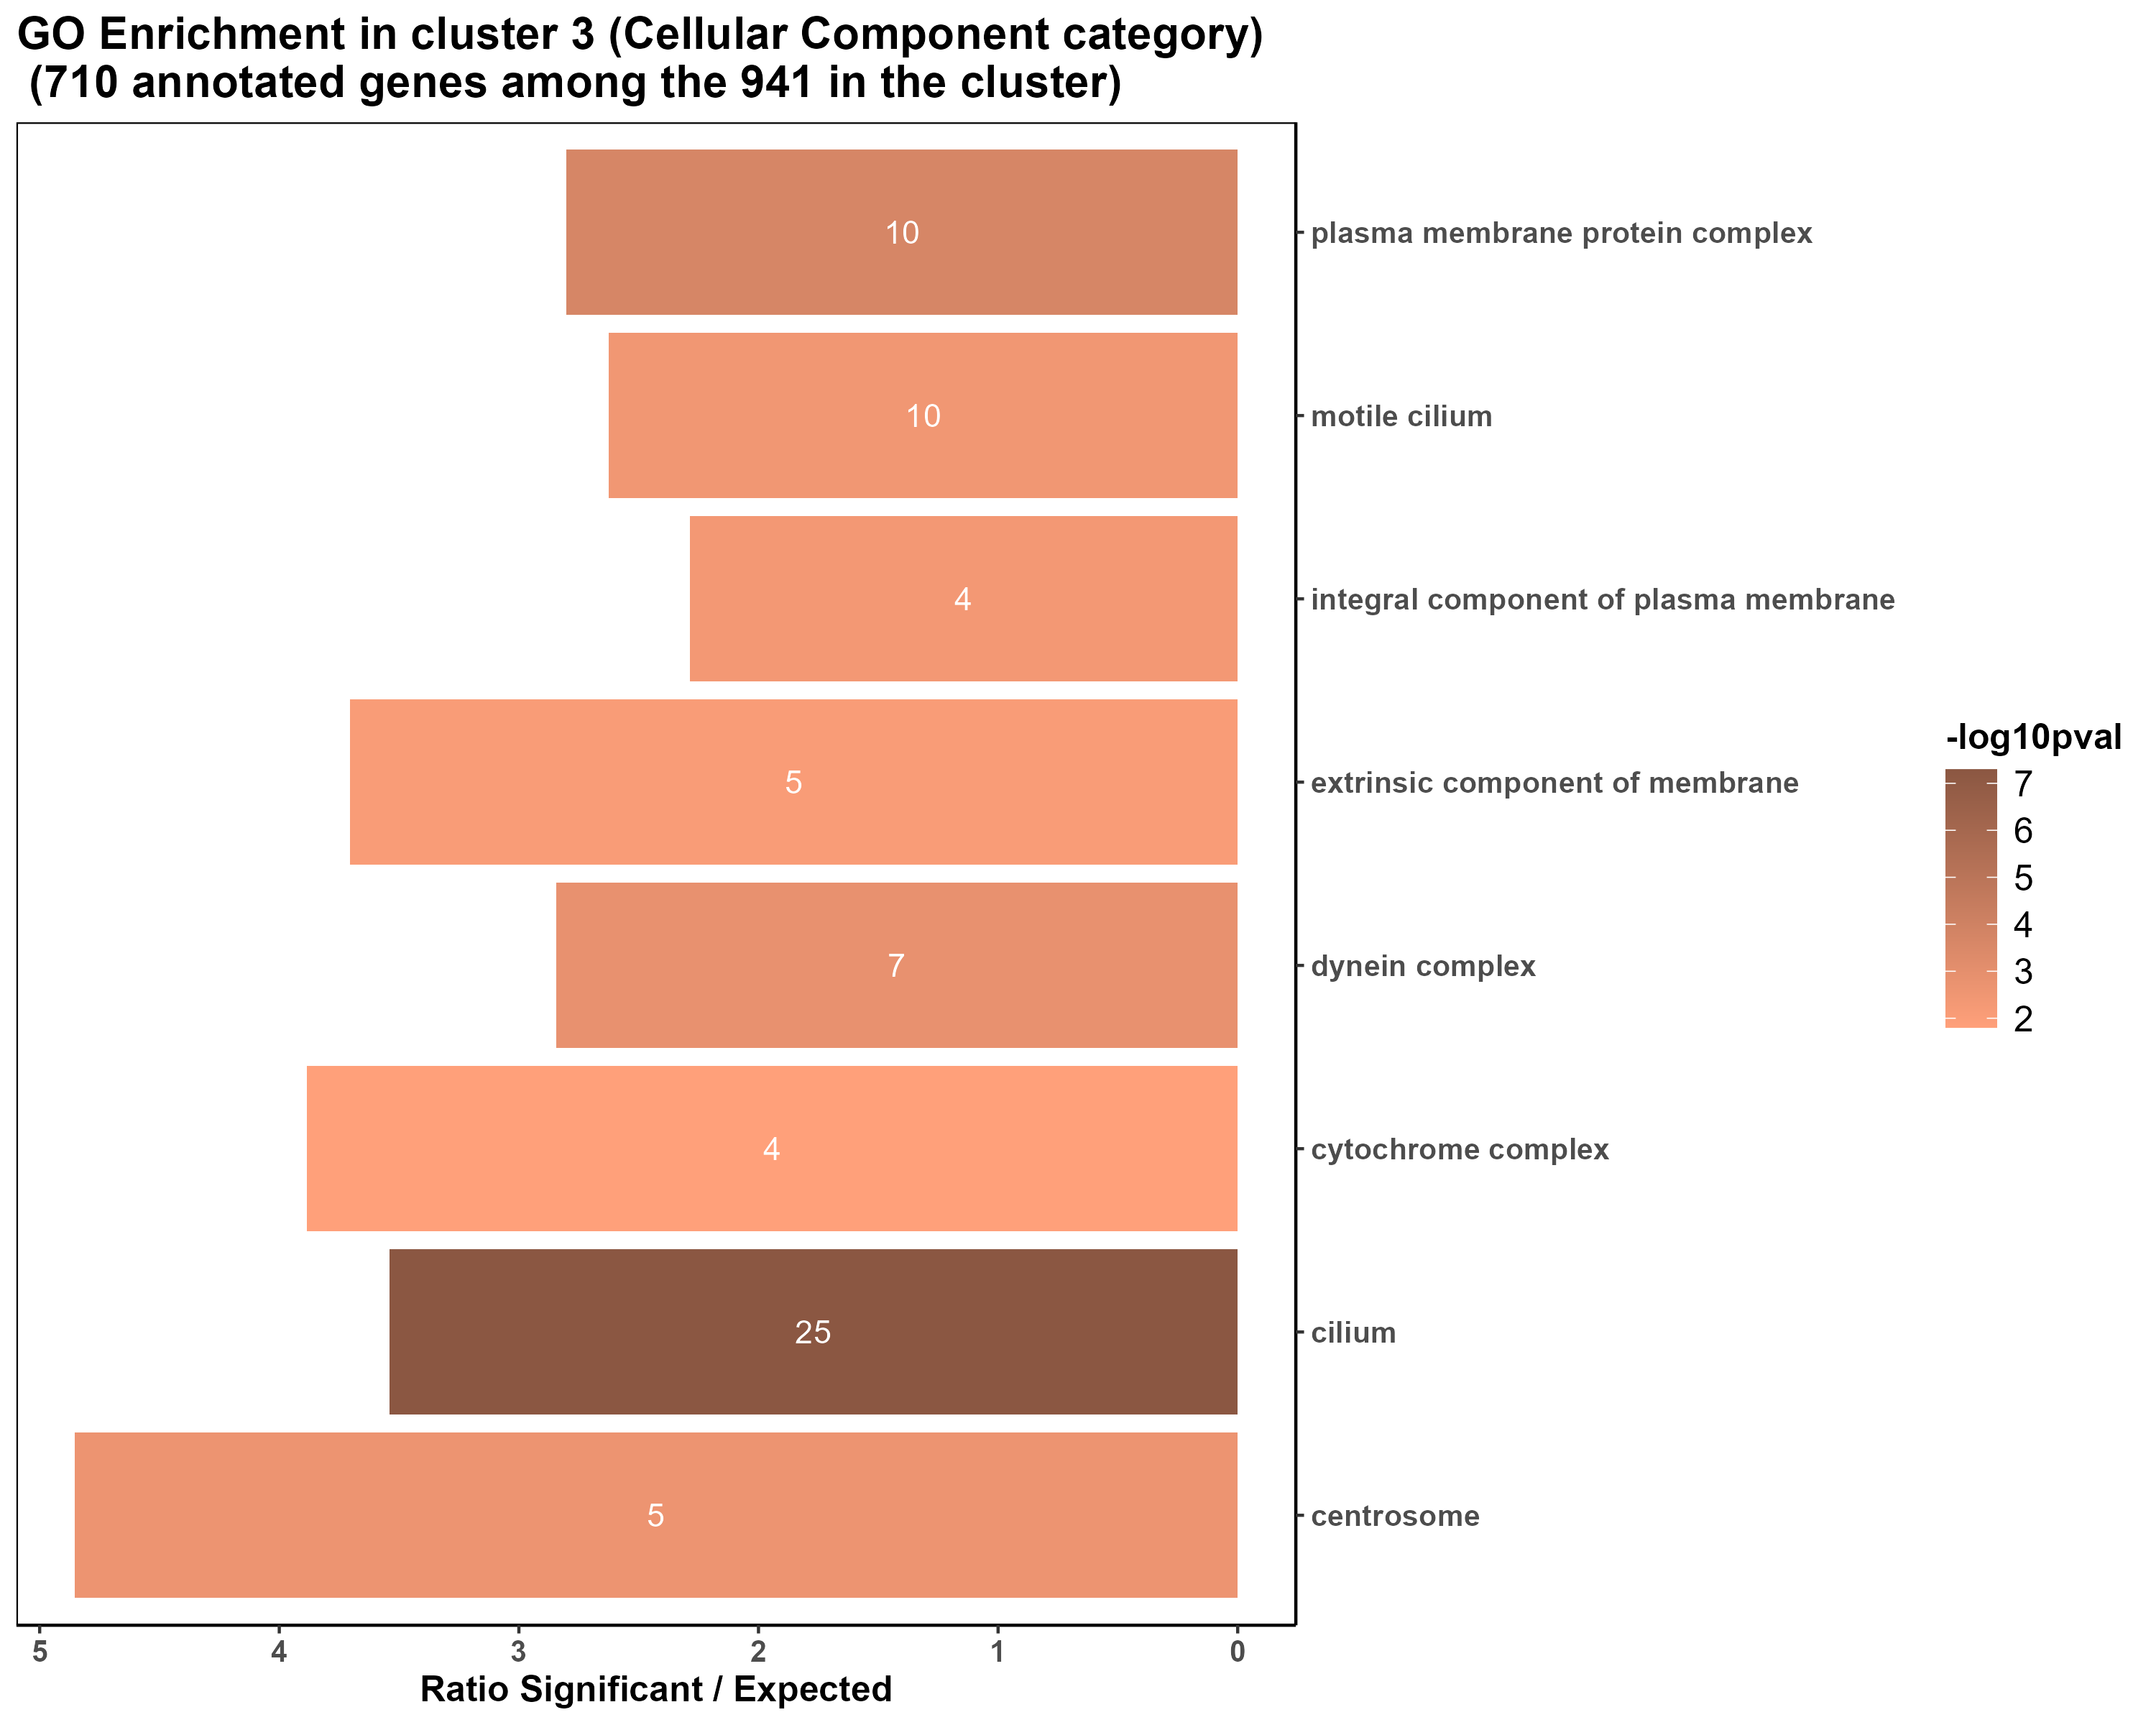 GO Enrichment in cluster 3 (Cellular Component category)
(710 annotated genes among the 941 in the cluster)
10
plasma membrane protein complex
10
motile cilium
4
integral component of plasma membrane
5
extrinsic component of membrane
7
dynein complex
4
cytochrome complex
25
cilium
5
centrosome
5 4 3 2 1 0
Ratio Significant / Expected
-log10pval
7
6
5
4
3
2